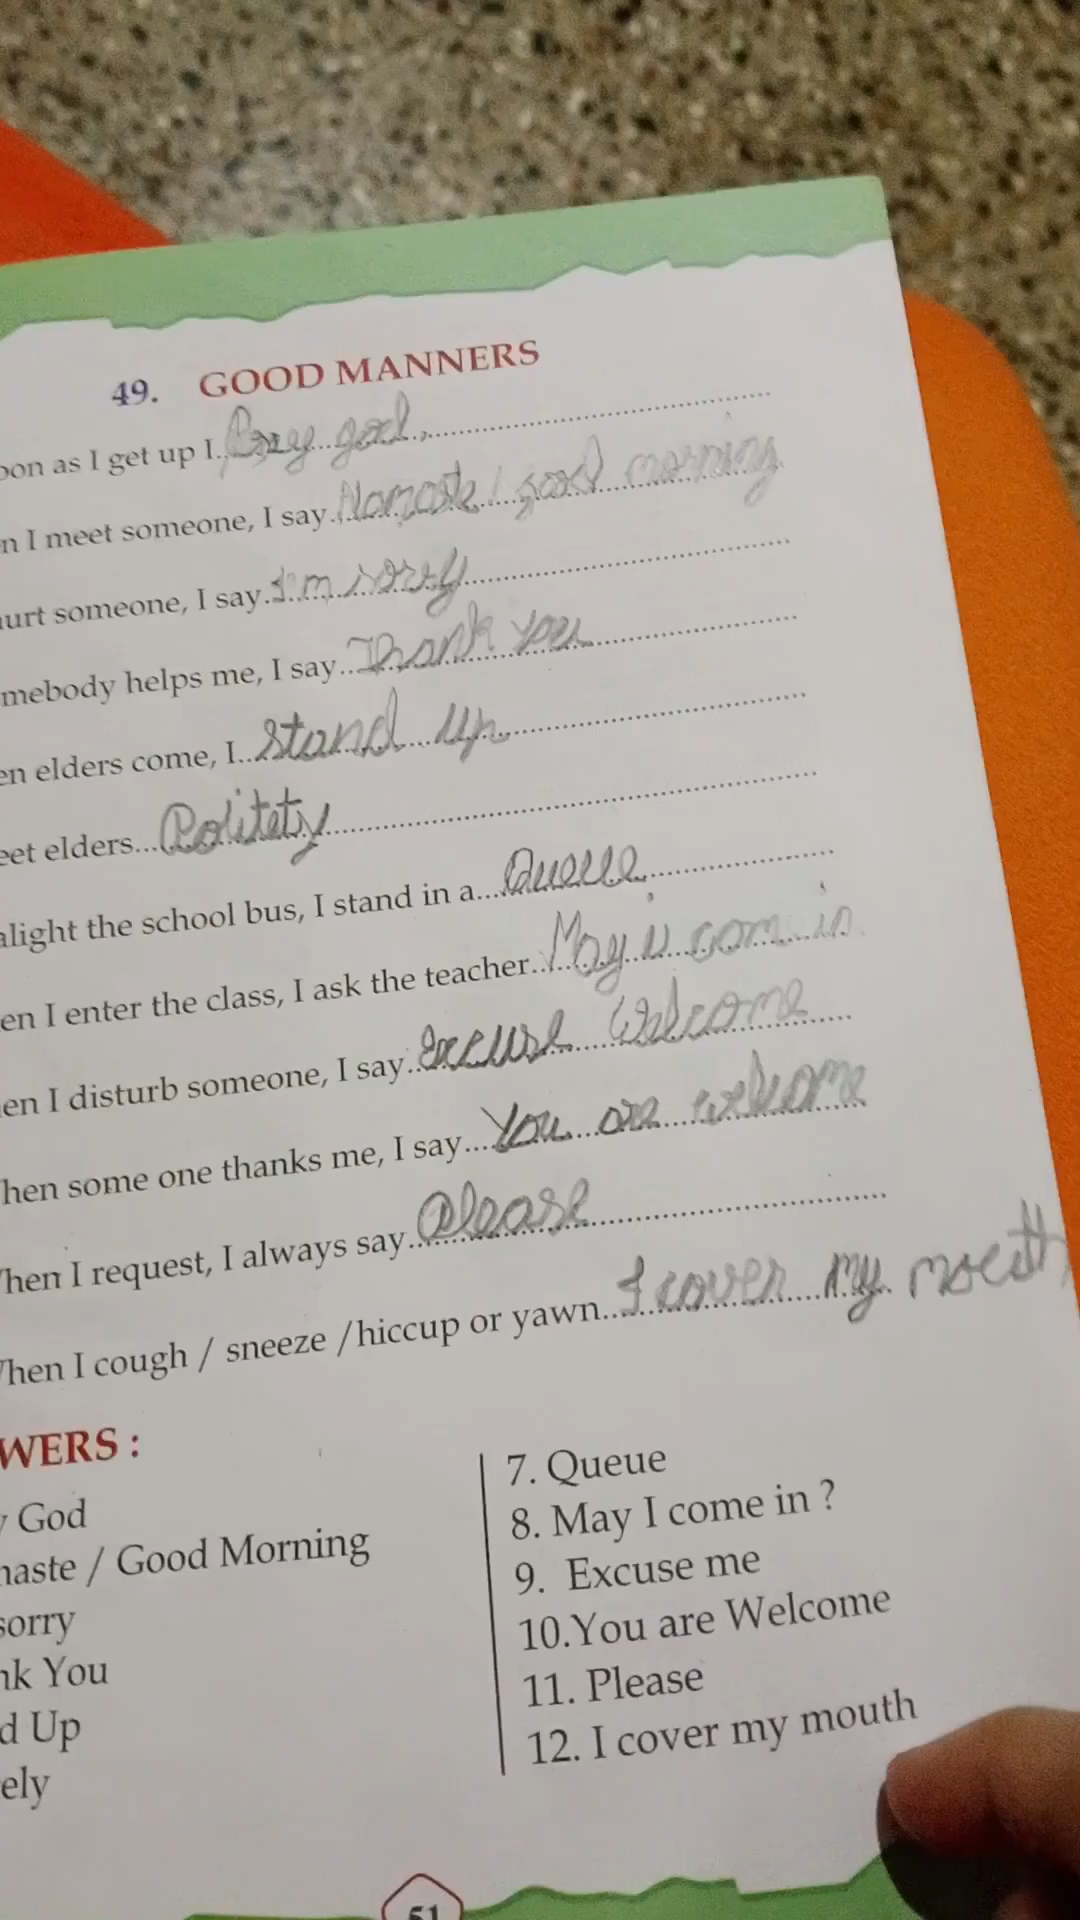 49. GOOD MANNERS
oon as I get up I Pray god
n I meet someone, I say Namaste / good morning
urt someone, I say I'm sorry
mebody helps me, I say Thank You
en elders come, I stand up
eet elders Politety
alight the school bus, I stand in a Queue
en I enter the class, I ask the teacher May i com in
en I disturb someone, I say Excuse Welcome
hen some one thanks me, I say You are welcome
hen I request, I always say Please
hen I cough / sneeze /hiccup or yawn I cover my mouth
WERS :
y God
naste / Good Morning
sorry
nk You
d Up
ely
7. Queue
8. May I come in ?
9. Excuse me
10.You are Welcome
11. Please
12. I cover my mouth
51